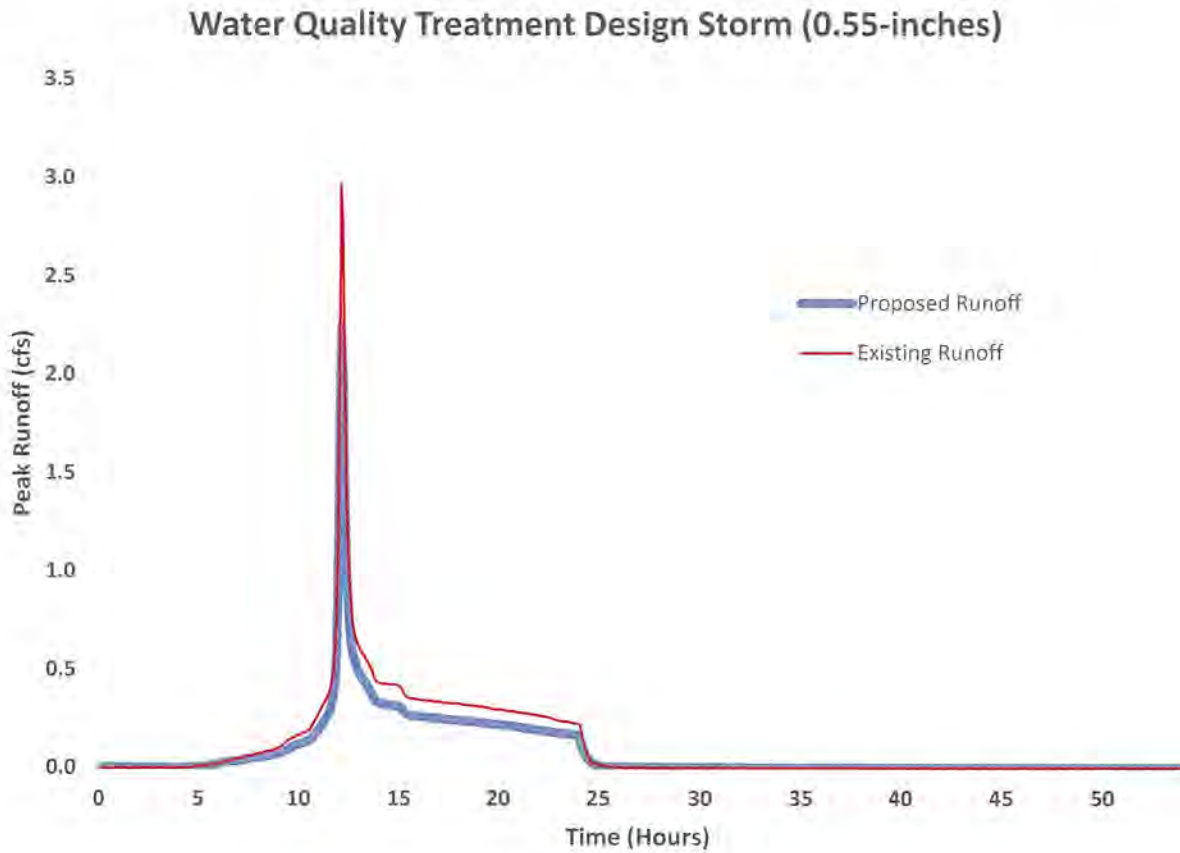 Water Quality Treatment Design Storm (0.55-inches)
3.5
3.0
2.5
2.0
1.5
1.0
0.5
0.0
Peak Runoff (cfs)
Proposed Runoff
Existing Runoff
0 5 10 15 20 25 30 35 40 45 50
Time (Hours)